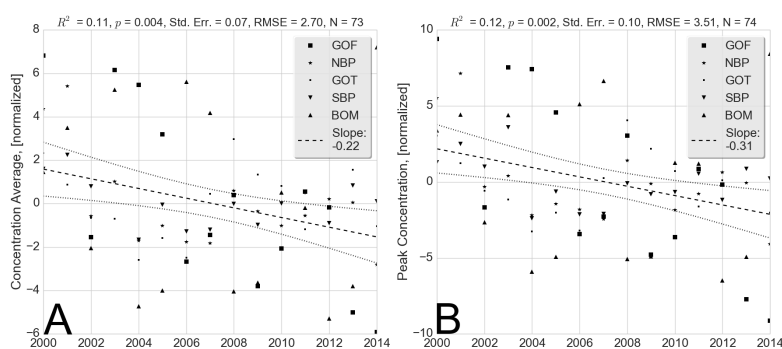 R² = 0.11, p = 0.004, Std. Err. = 0.07, RMSE = 2.70, N = 73
8
6
4
2
0
−2
−4
−6
Concentration Average, [normalized]
GOF
NBP
GOT
SBP
BOM
Slope:
-0.22
A
2000 2002 2004 2006 2008 2010 2012 2014
R² = 0.12, p = 0.002, Std. Err. = 0.10, RMSE = 3.51, N = 74
10
5
0
−5
−10
Peak Concentration, [normalized]
GOF
NBP
GOT
SBP
BOM
Slope:
-0.31
B
2000 2002 2004 2006 2008 2010 2012 2014